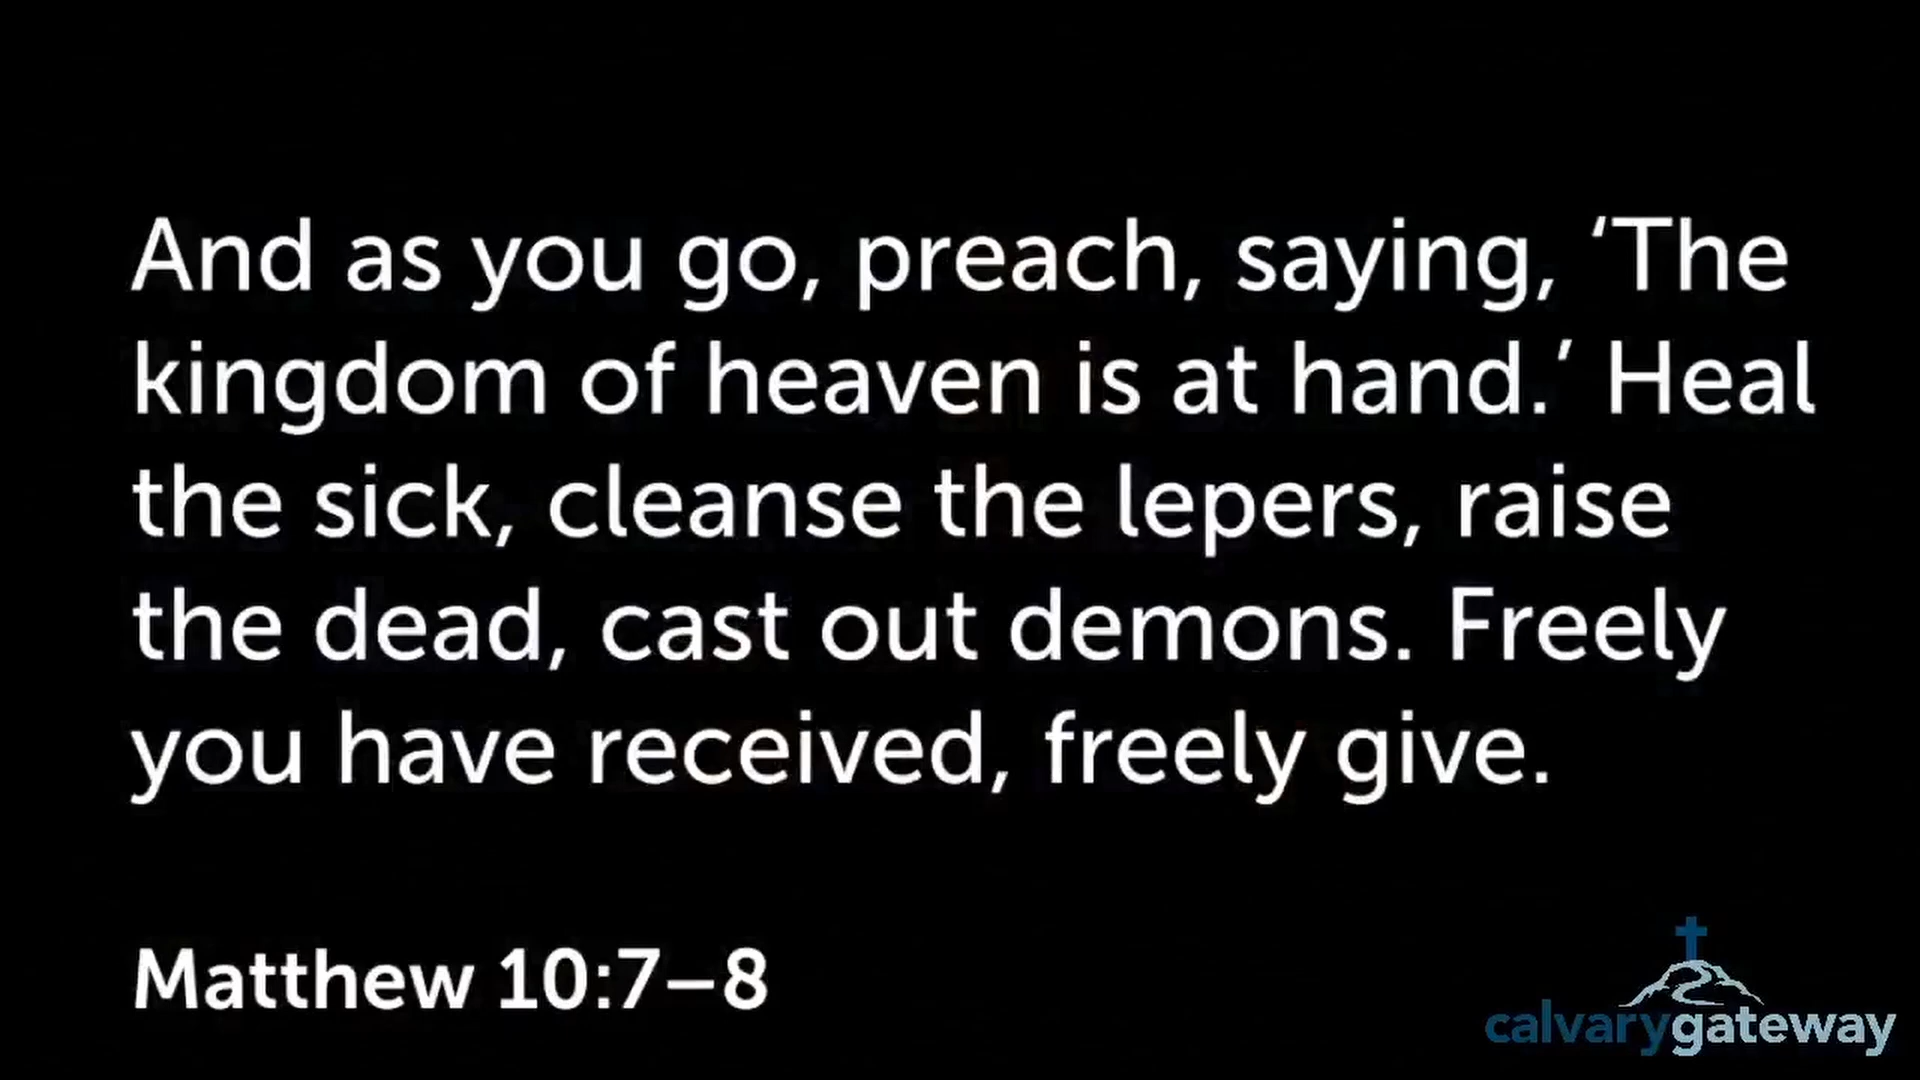 And as you go, preach, saying, ‘The
kingdom of heaven is at hand.’ Heal
the sick, cleanse the lepers, raise
the dead, cast out demons. Freely
you have received, freely give.
Matthew 10:7–8
calvarygateway